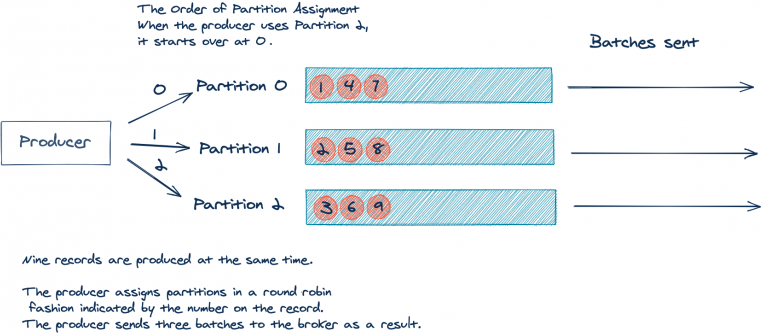 The Order of Partition Assignment
When the producer uses Partition 2,
it starts over at 0.
Batches sent
0
Partition 0
1 4 7
Producer
1
Partition 1
2 5 8
2
Partition 2
3 6 9
Nine records are produced at the same time.
The producer assigns partitions in a round robin
fashion indicated by the number on the record.
The producer sends three batches to the broker as a result.